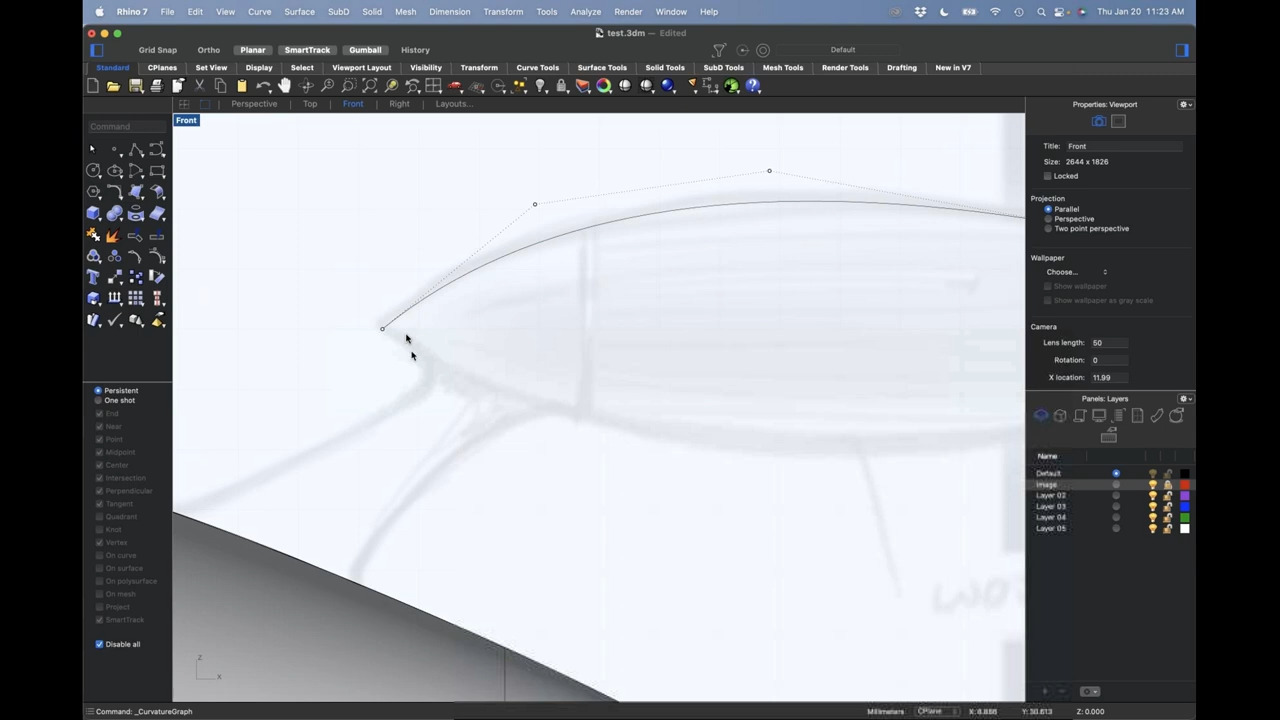 Rhino 7 File Edit View Curve Surface SubD Solid Mesh Dimension Transform Tools Analyze Render Window Help Thu Jan 20 11:23 AM
test.3dm — Edited
Grid Snap Ortho Planar SmartTrack Gumball History Default
Standard CPlanes Set View Display Select Viewport Layout Visibility Transform Curve Tools Surface Tools Solid Tools SubD Tools Mesh Tools Render Tools Drafting New in V7
Perspective Top Front Right Layouts...
Front
Command
Persistent
One shot
End
Near
Point
Midpoint
Center
Intersection
Perpendicular
Tangent
Quadrant
Knot
Vertex
On curve
On surface
On polysurface
On mesh
Project
SmartTrack
Disable all
z
x
Properties: Viewport
Title: Front
Size: 2644 x 1826
Locked
Projection
Parallel
Perspective
Two point perspective
Wallpaper
Choose...
Show wallpaper
Show wallpaper as gray scale
Camera
Lens length: 50
Rotation: 0
X location: 11.99
Panels: Layers
Name
Default
Image
Layer 02
Layer 03
Layer 04
Layer 05
Command: _CurvatureGraph
Millimeters CPlane X: 8.856 Y: 30.613 Z: 0.000